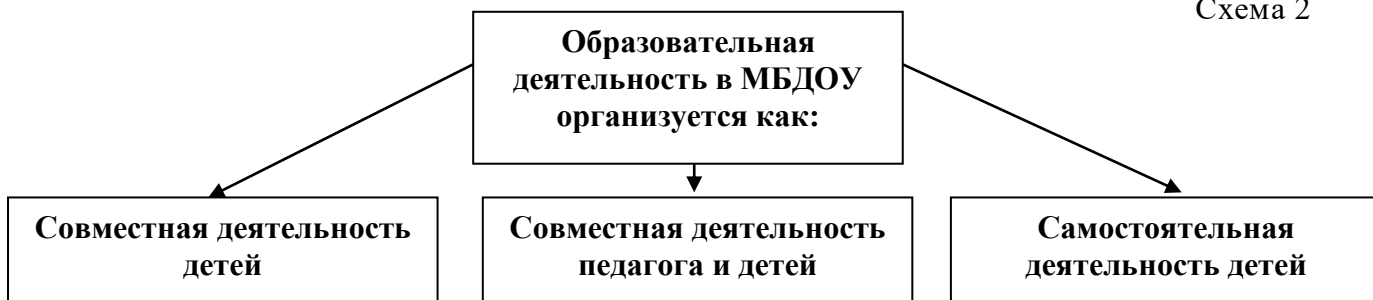 Схема 2
Образовательная
деятельность в МБДОУ
организуется как:
Совместная деятельность
детей
Совместная деятельность
педагога и детей
Самостоятельная
деятельность детей